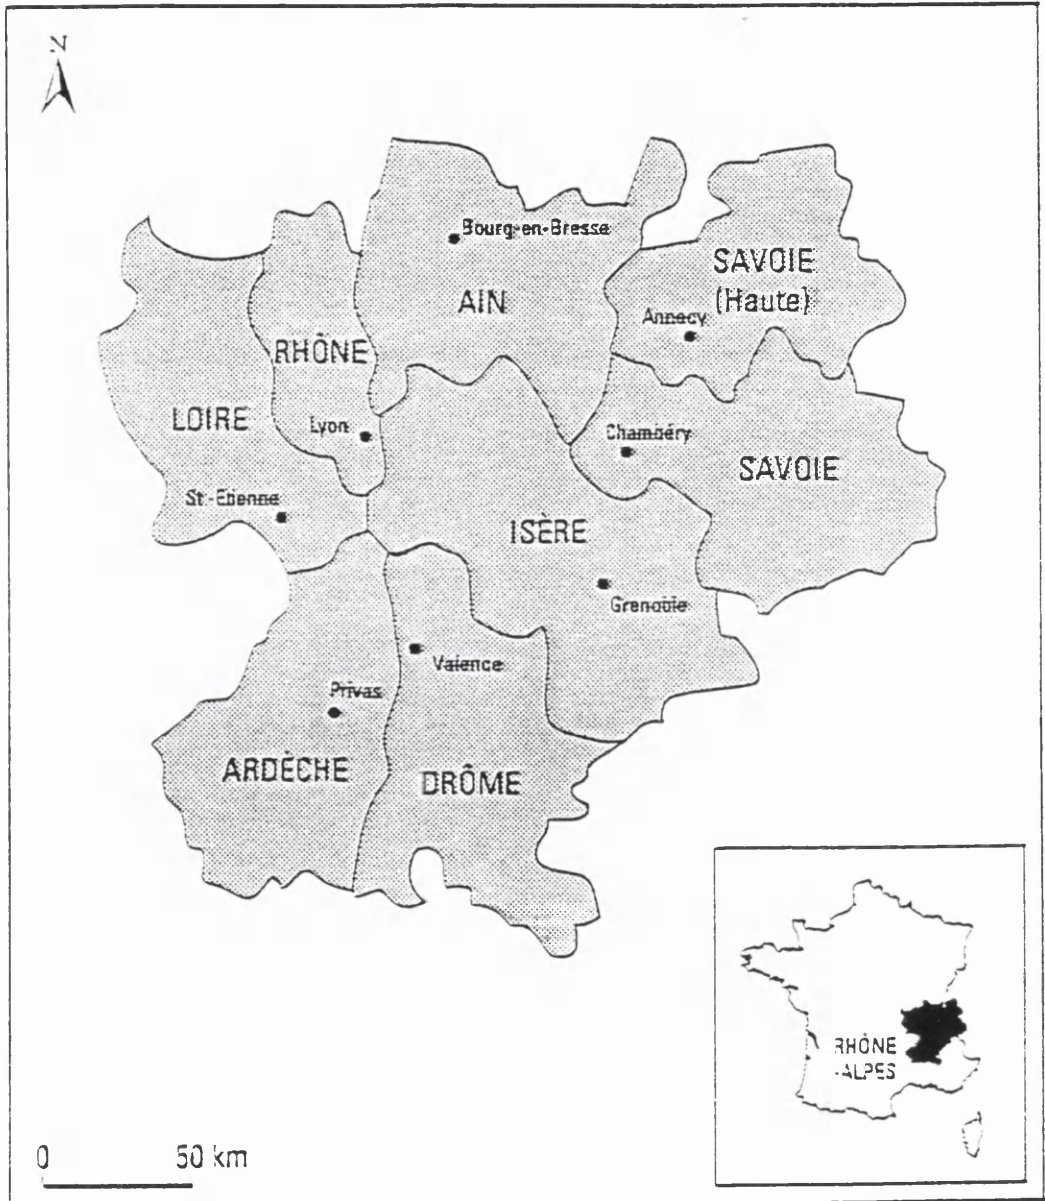 N
Bourg-en-Bresse
AIN
SAVOIE
(Haute)
Annecy
RHÔNE
LOIRE
Lyon
Chambéry
SAVOIE
St.-Etienne
ISÈRE
Grenoble
Valence
Privas
ARDÈCHE
DRÔME
RHÔNE
-ALPES
0 50 km